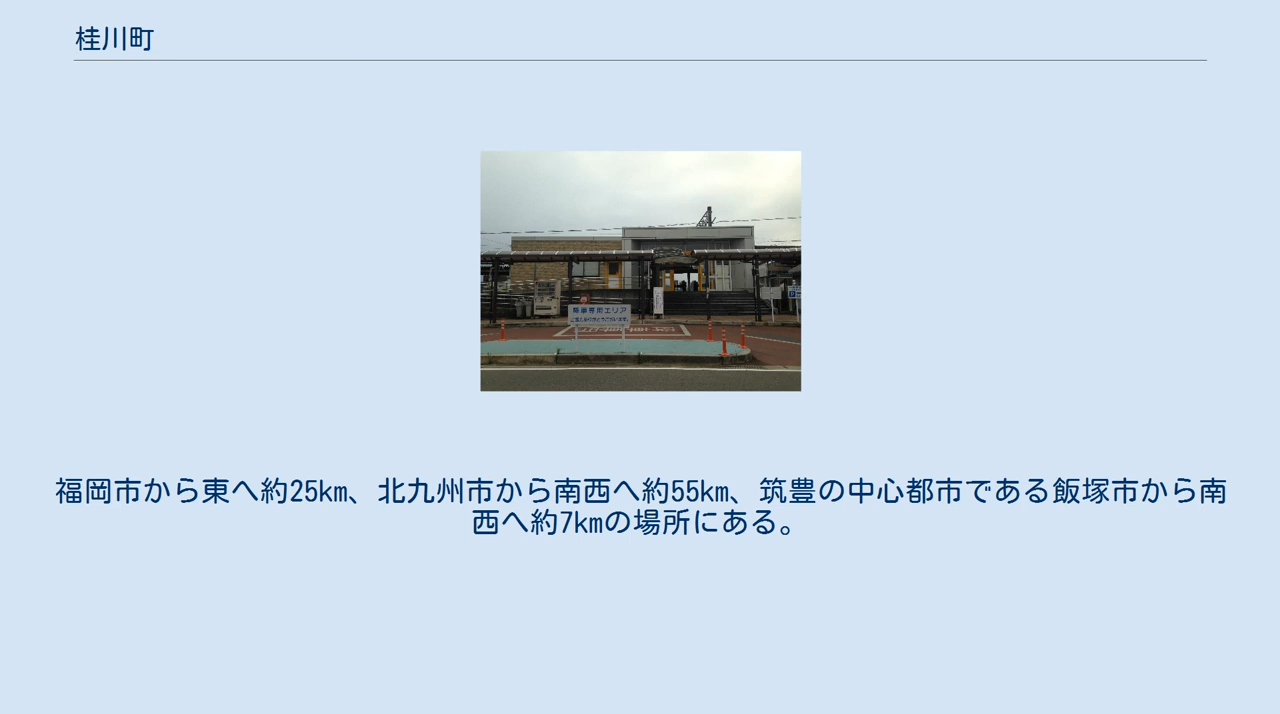 桂川町
福岡市から東へ約25km、北九州市から南西へ約55km、筑豊の中心都市である飯塚市から南
西へ約7kmの場所にある。